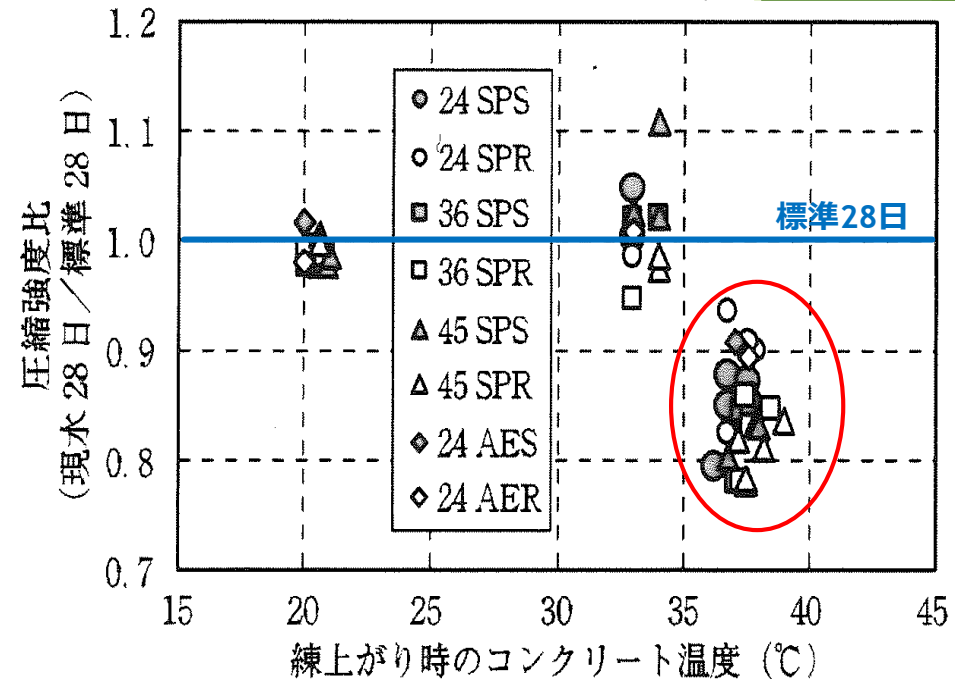 圧縮強度比
(現水28日/標準28日)
1.2
1.1
1.0
0.9
0.8
0.7
24 SPS
24 SPR
36 SPS
36 SPR
45 SPS
45 SPR
24 AES
24 AER
標準28日
15
20
25
30
35
40
45
練上がり時のコンクリート温度 (℃)